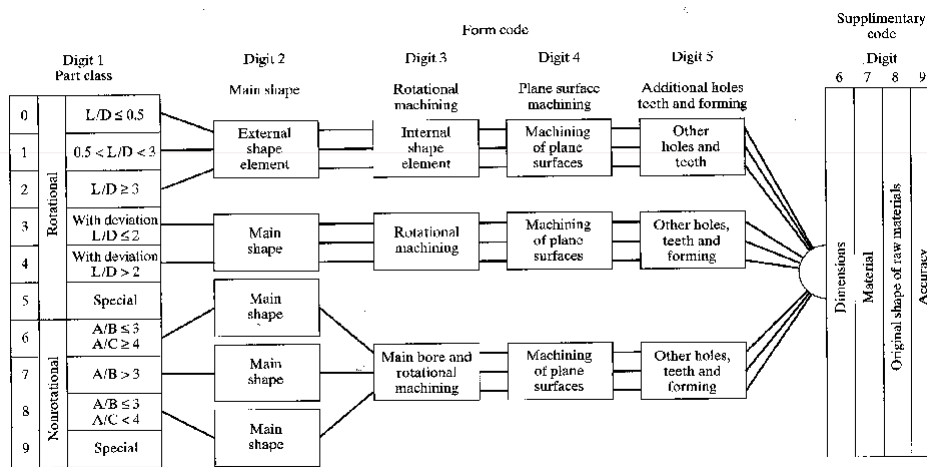 Form code
Supplimentary
code
Digit 1
Part class
Digit 2
Main shape
Digit 3
Rotational
machining
Digit 4
Plane surface
machining
Digit 5
Additional holes
teeth and forming
Digit
6 7 8 9
0
L/D ≤ 0.5
1
0.5 < L/D < 3
2
L/D ≥ 3
3
With deviation
L/D ≤ 2
4
With deviation
L/D > 2
5
Special
6
A/B ≤ 3
A/C ≥ 4
7
A/B > 3
8
A/B ≤ 3
A/C < 4
9
Special
Rotational
Nonrotational
External
shape
element
Internal
shape
element
Machining
of plane
surfaces
Other
holes and
teeth
Main
shape
Rotational
machining
Machining
of plane
surfaces
Other holes,
teeth and
forming
Main
shape
Main
shape
Main
shape
Main bore and
rotational
machining
Machining
of plane
surfaces
Other holes,
teeth and
forming
Dimensions
Material
Original shape of raw materials
Accuracy